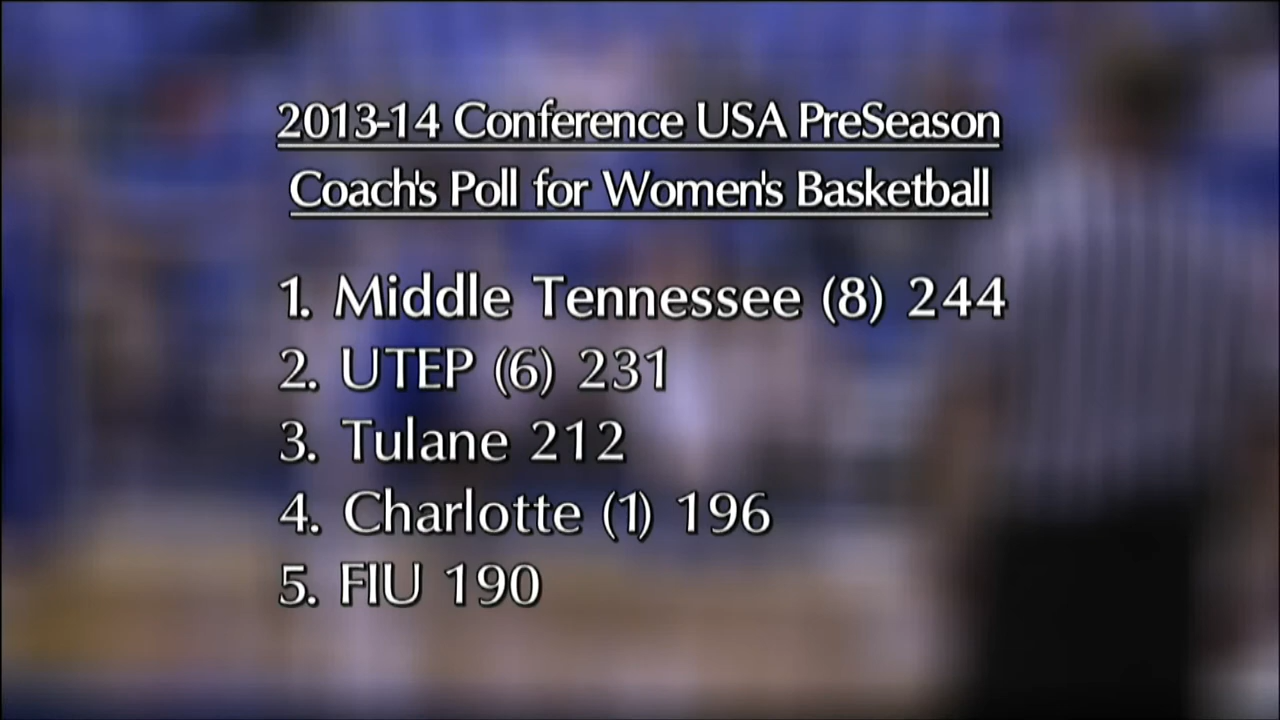 2013-14 Conference USA PreSeason
Coach's Poll for Women's Basketball
1. Middle Tennessee (8) 244
2. UTEP (6) 231
3. Tulane 212
4. Charlotte (1) 196
5. FIU 190